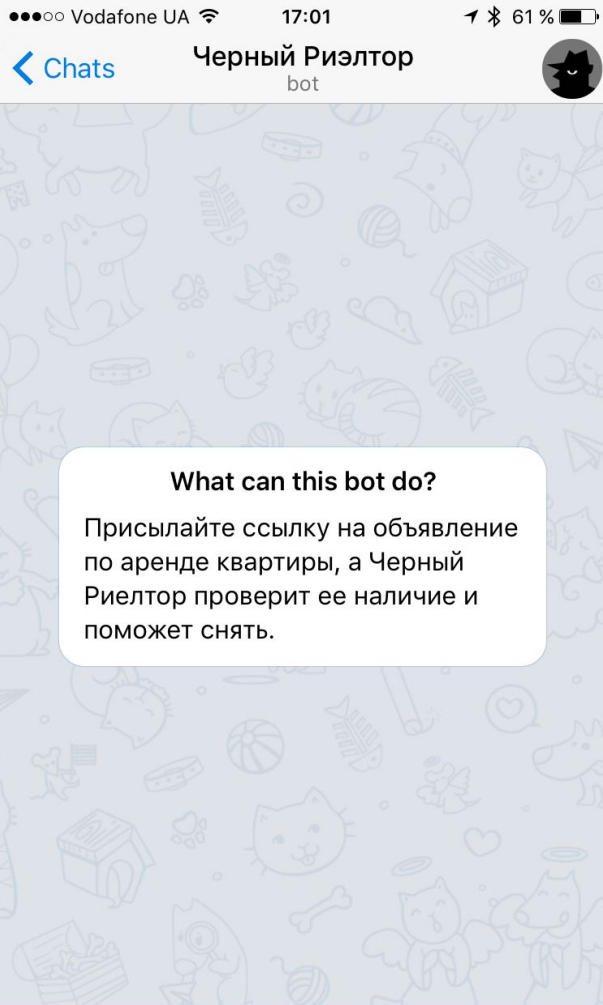 Vodafone UA 17:01 61 %
Chats
Черный Риэлтор
bot
What can this bot do?
Присылайте ссылку на объявление
по аренде квартиры, а Черный
Риелтор проверит ее наличие и
поможет снять.